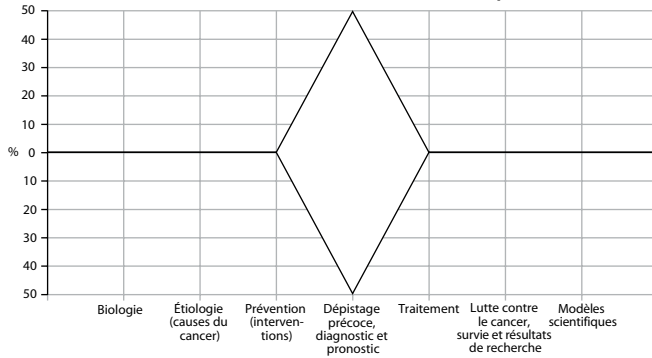 50
40
30
20
10
% 0
10
20
30
40
50
Biologie
Étiologie
(causes du
cancer)
Prévention
(interven-
tions)
Dépistage
précoce,
diagnostic et
pronostic
Traitement
Lutte contre
le cancer,
survie et résultats
de recherche
Modèles
scientifiques